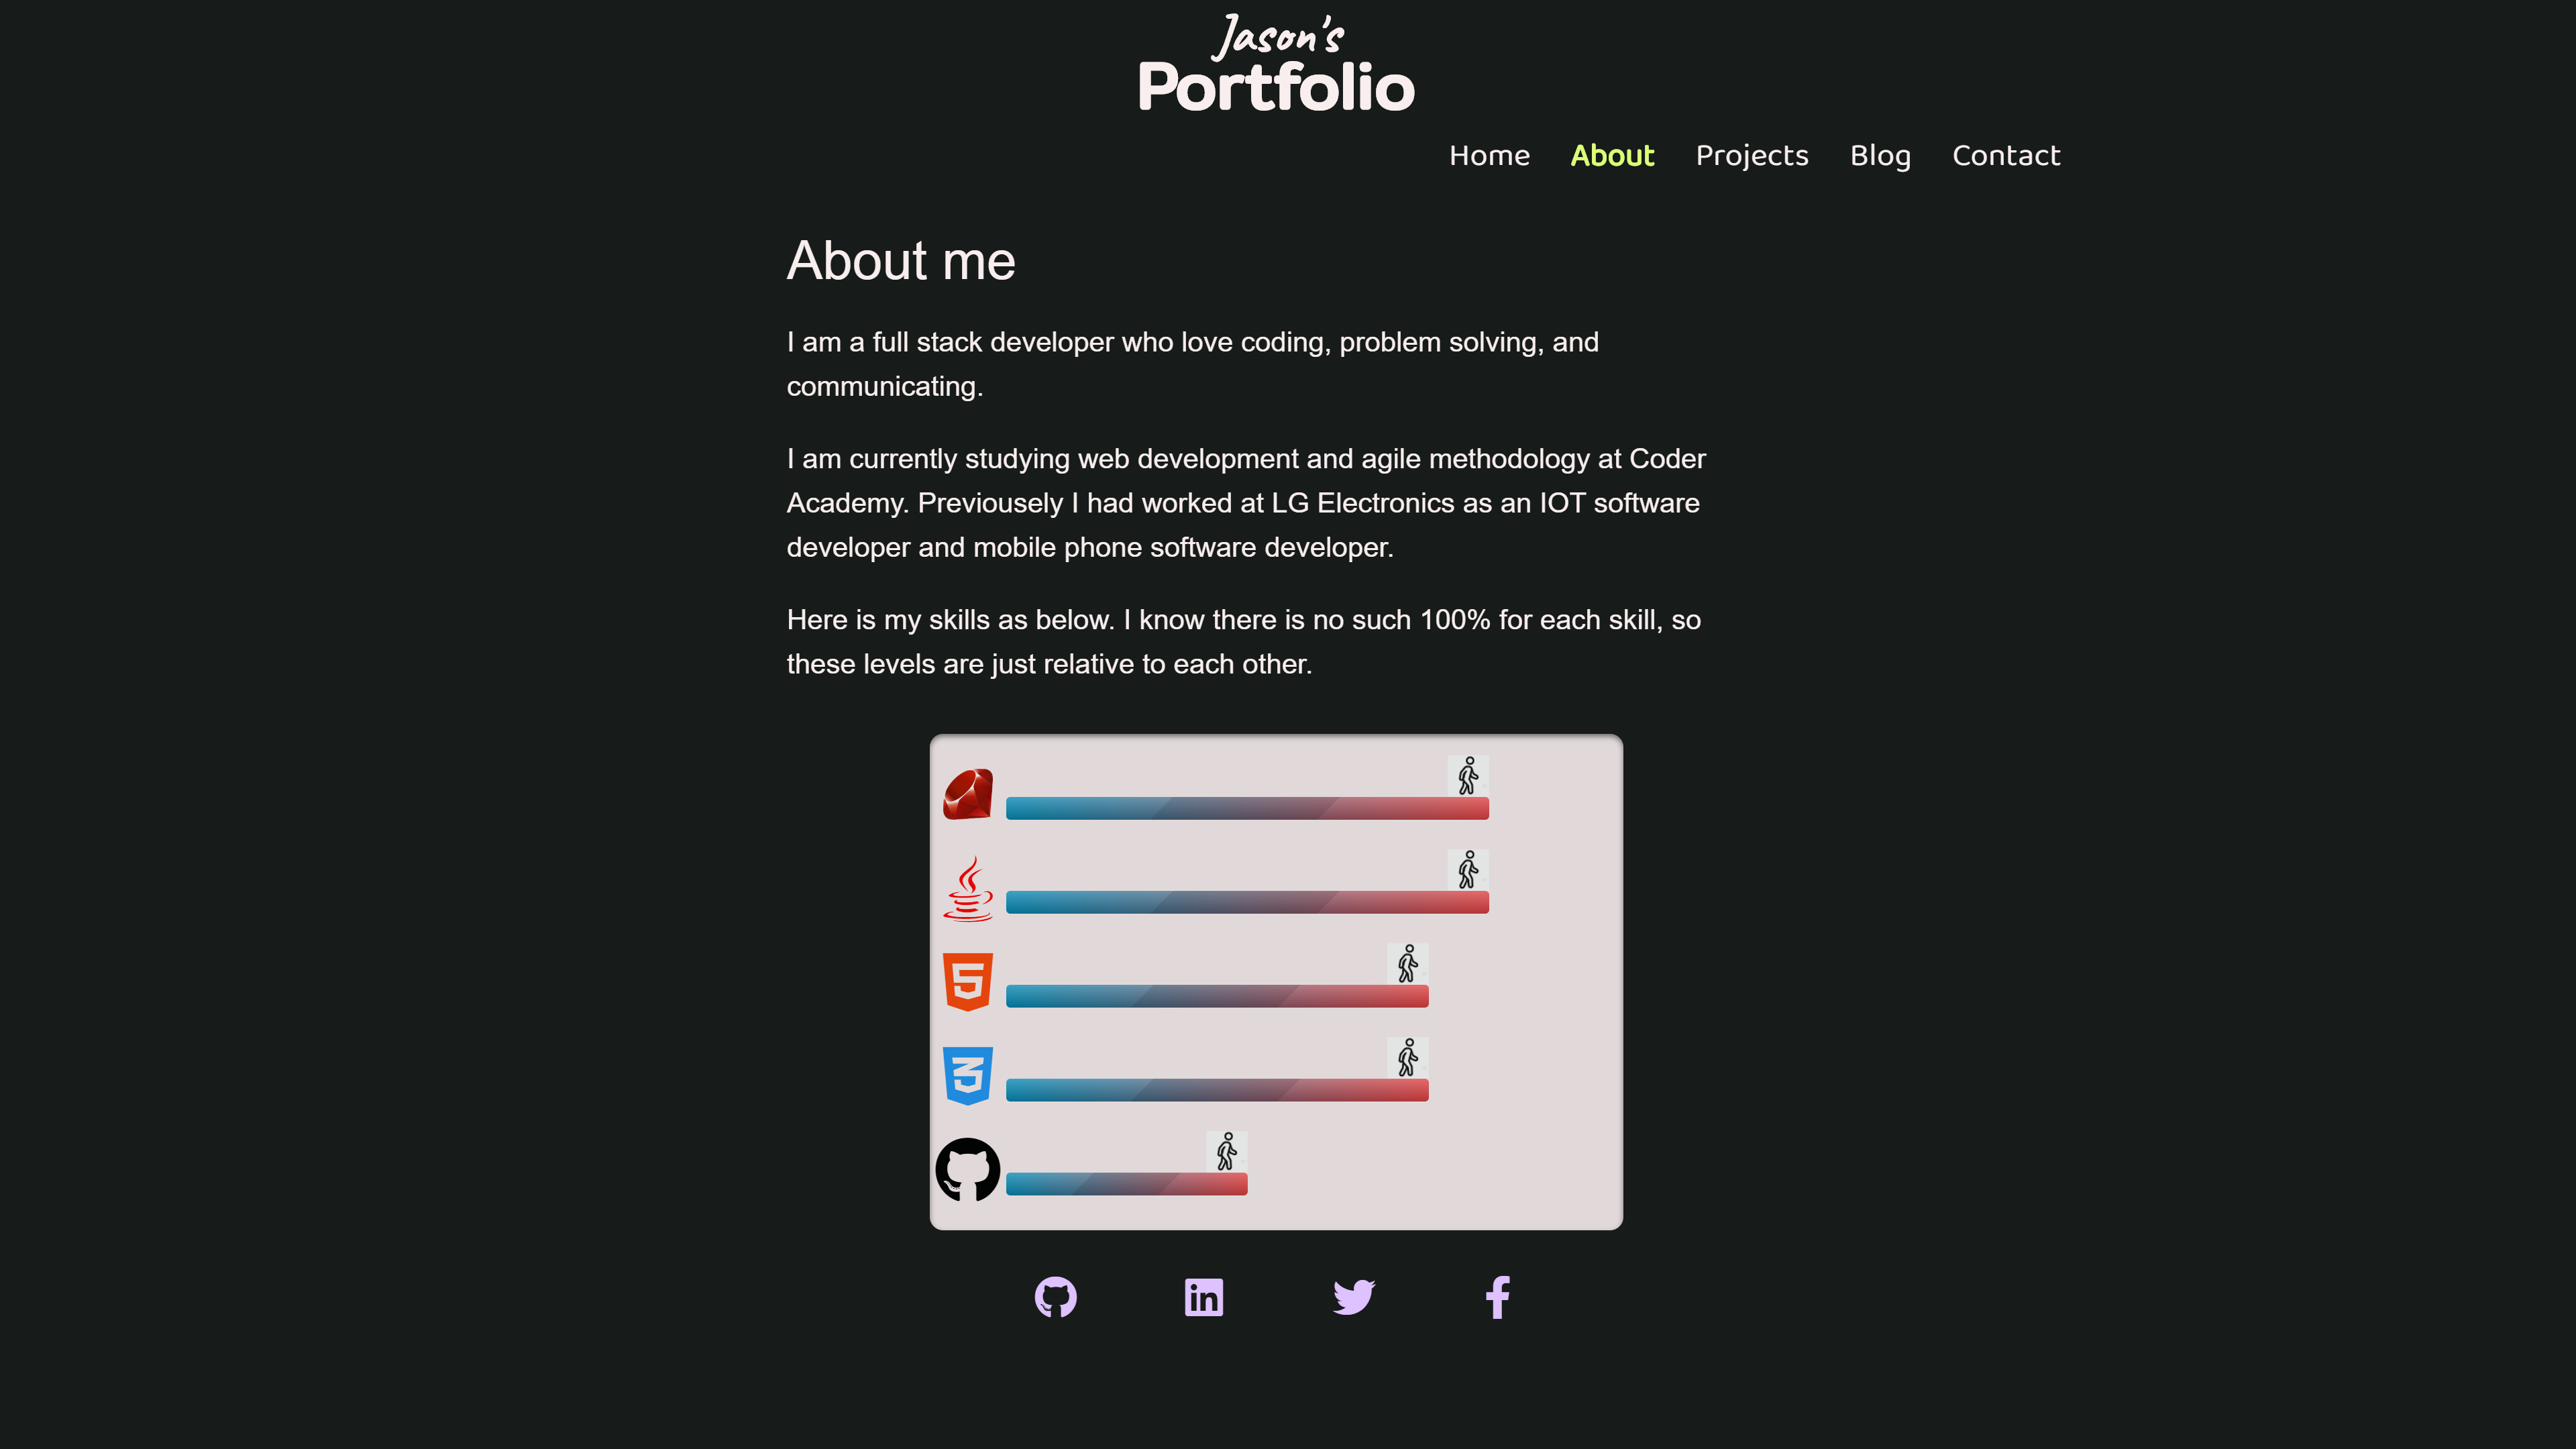 Jason's
Portfolio
Home About Projects Blog Contact
About me
I am a full stack developer who love coding, problem solving, and
communicating.
I am currently studying web development and agile methodology at Coder
Academy. Previousely I had worked at LG Electronics as an IOT software
developer and mobile phone software developer.
Here is my skills as below. I know there is no such 100% for each skill, so
these levels are just relative to each other.